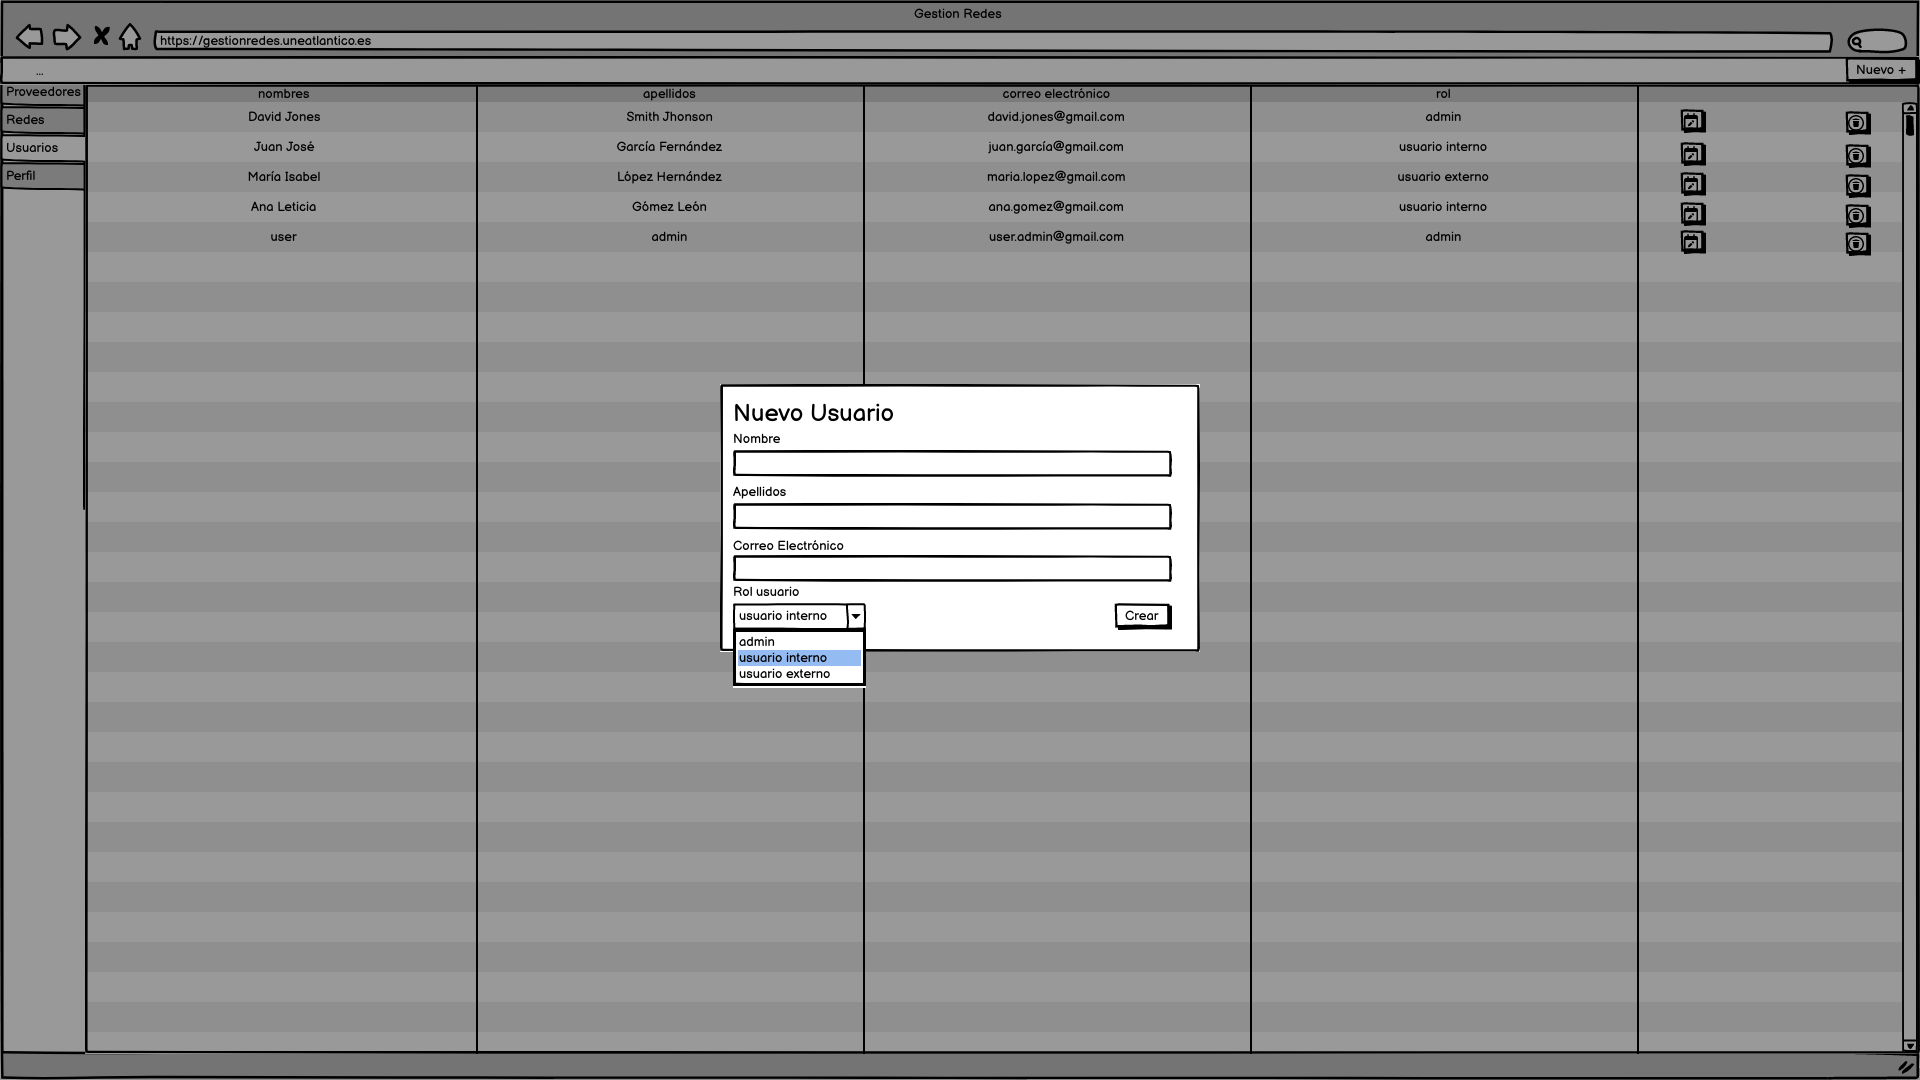 Gestion Redes
https://gestionredes.uneatlantico.es
...
Nuevo +
Proveedores
Redes
Usuarios
Perfil
nombres apellidos correo electrónico rol
David Jones Smith Jhonson david.jones@gmail.com admin
Juan José García Fernández juan.garcía@gmail.com usuario interno
María Isabel López Hernández maria.lopez@gmail.com usuario externo
Ana Leticia Gómez León ana.gomez@gmail.com usuario interno
user admin user.admin@gmail.com admin
Nuevo Usuario
Nombre
Apellidos
Correo Electrónico
Rol usuario
usuario interno
Crear
admin
usuario interno
usuario externo